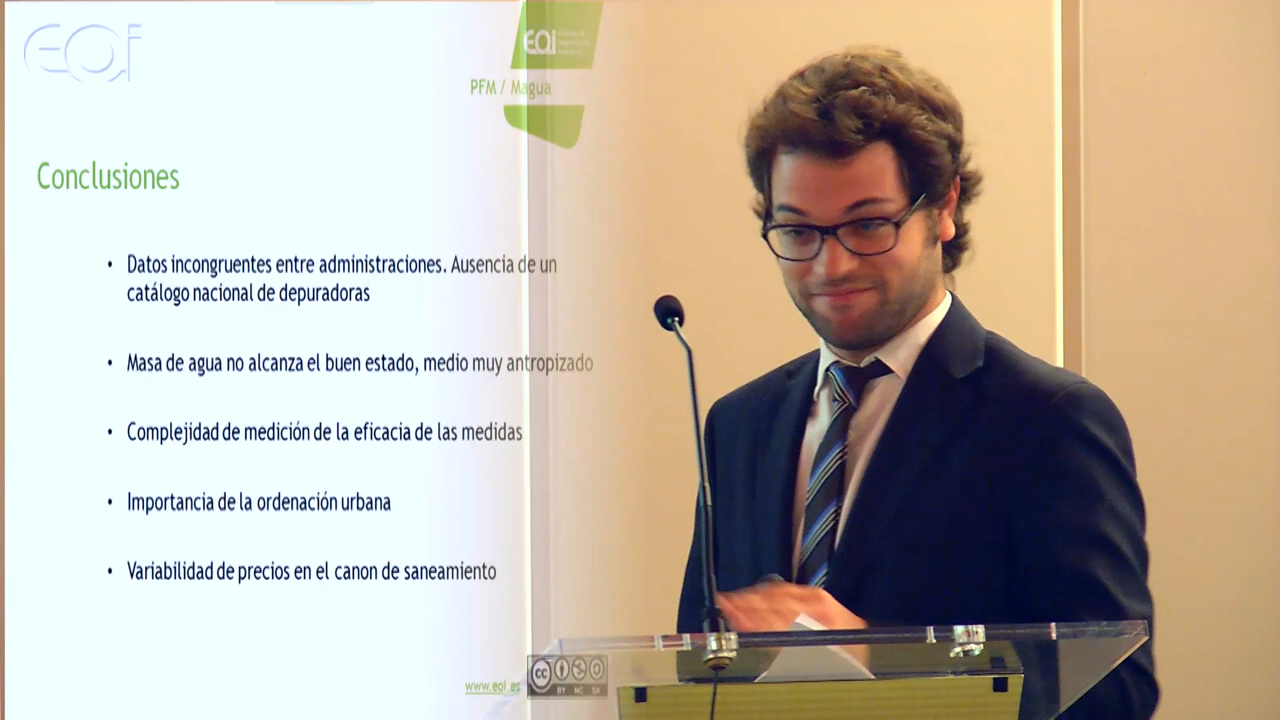 eoi
EOI
PFM / Magua
Conclusiones
• Datos incongruentes entre administraciones. Ausencia de un
catálogo nacional de depuradoras
• Masa de agua no alcanza el buen estado, medio muy antropizado
• Complejidad de medición de la eficacia de las medidas
• Importancia de la ordenación urbana
• Variabilidad de precios en el canon de saneamiento
www.eoi.es
cc
BY NC SA